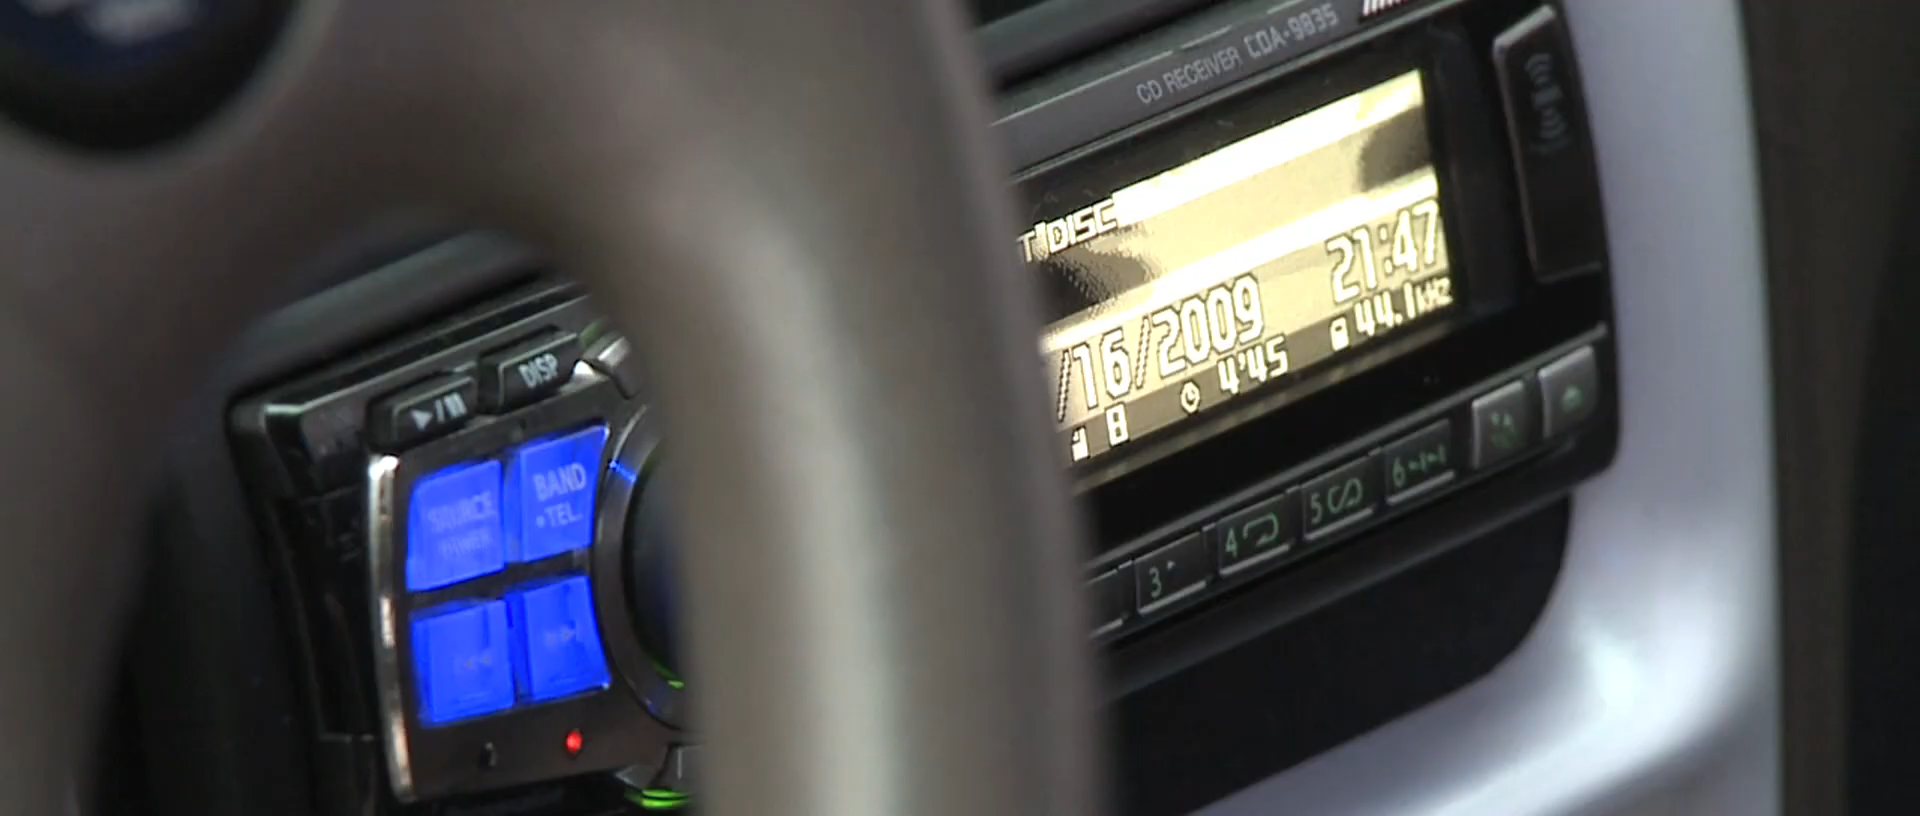 CD RECEIVER CDA-9835
T'DISC
/16/2009 21:47
8 4'45 44.1kHz
DISP
SOURCE
POWER
BAND
•TEL.
3
4
5
6